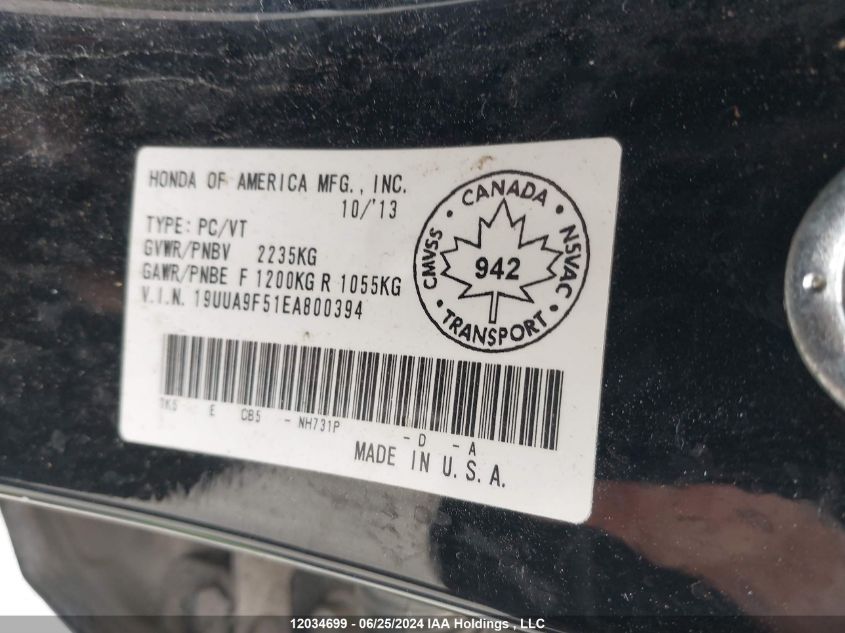 HONDA OF AMERICA MFG., INC.
10/'13
TYPE: PC/VT
GVWR/PNBV 2235KG
GAWR/PNBE F 1200KG R 1055KG
V.I.N. 19UUA9F51EA800394
CANADA
CMVSS
NSVAC
942
TRANSPORT
TK5 E CB5 - NH731P - D - A
MADE IN U.S.A.
12034699 - 06/25/2024 IAA Holdings , LLC